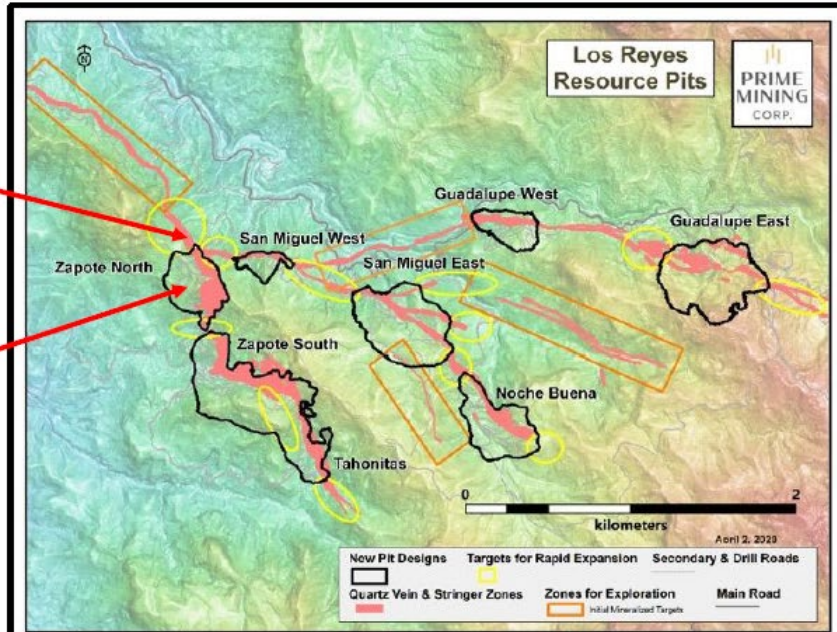 Los Reyes
Resource Pits
PRIME
MINING
CORP.
N
Guadalupe West
Guadalupe East
San Miguel West
Zapote North
San Miguel East
Zapote South
Noche Buena
Tahonitas
0 2
kilometers
April 2, 2020
New Pit Designs Targets for Rapid Expansion Secondary & Drill Roads
Quartz Vein & Stringer Zones Zones for Exploration Main Road
Initial Mineralized Targets